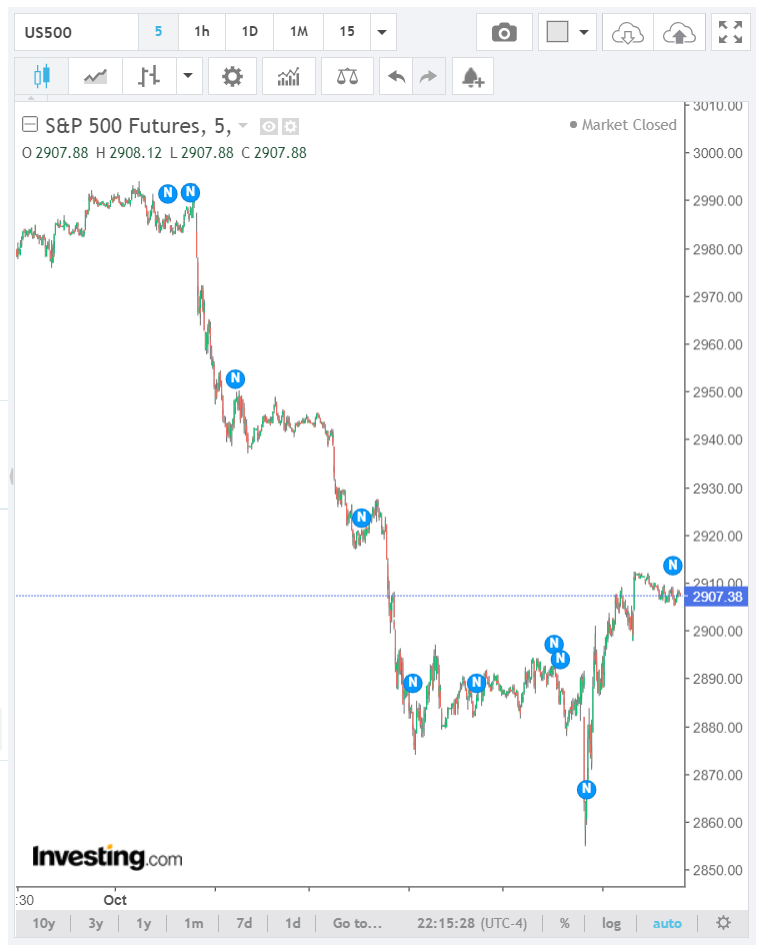 US500 5 1h 1D 1M 15
S&P 500 Futures, 5,
Market Closed
O 2907.88 H 2908.12 L 2907.88 C 2907.88
N N
N
N
N
N
N N
N
N
N
3010.00
3000.00
2990.00
2980.00
2970.00
2960.00
2950.00
2940.00
2930.00
2920.00
2910.00
2907.38
2900.00
2890.00
2880.00
2870.00
2860.00
2850.00
Investing.com
:30 Oct
10y 3y 1y 1m 7d 1d Go to... 22:15:28 (UTC-4) % log auto